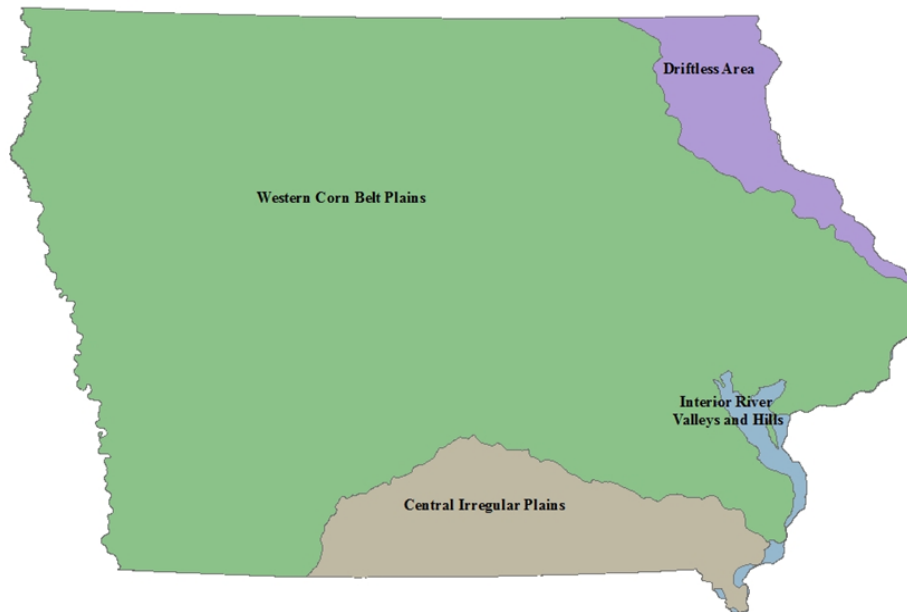 Driftless Area
Western Corn Belt Plains
Interior River
Valleys and Hills
Central Irregular Plains